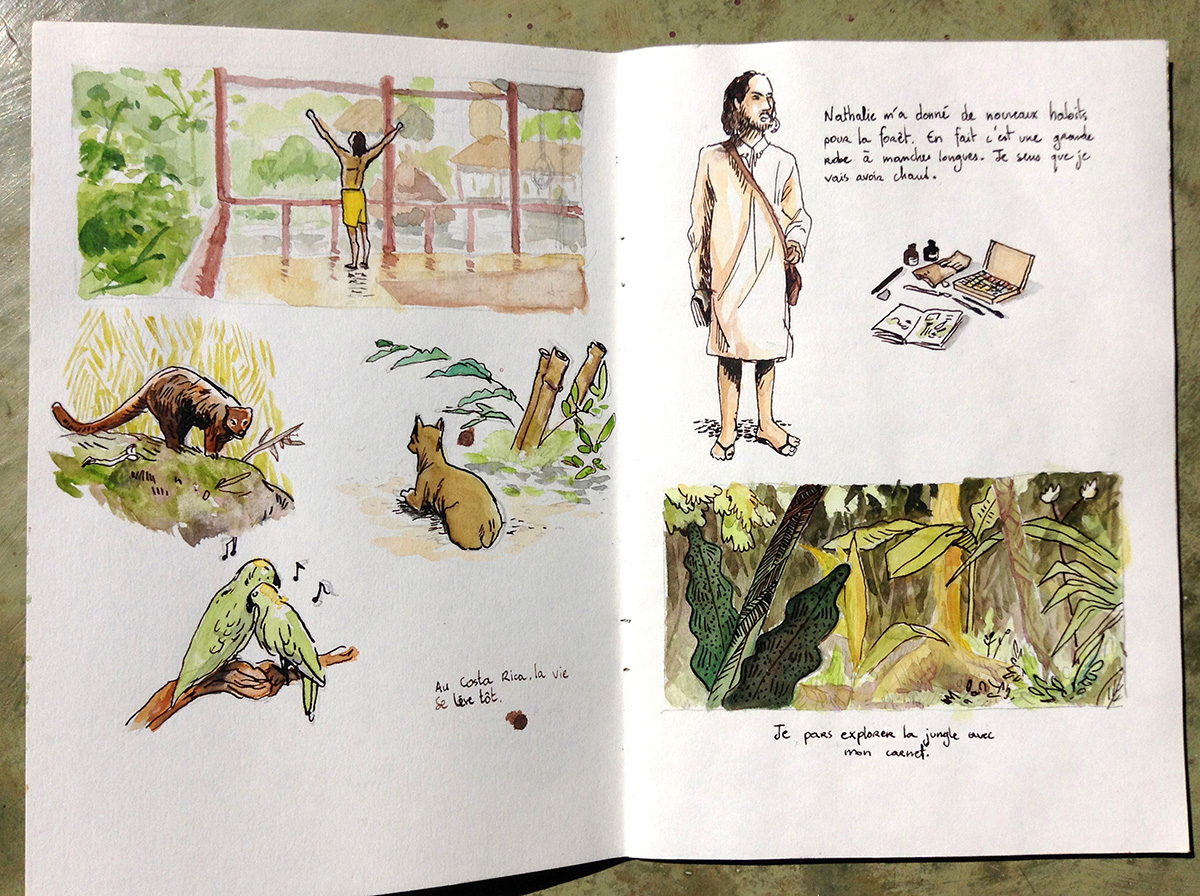 Au Costa Rica, la vie
se lève tôt.
Nathalie m'a donné de nouveaux habits
pour la forêt. En fait c'est une grande
robe à manches longues. Je sens que je
vais avoir chaud.
Je pars explorer la jungle avec
mon carnet.